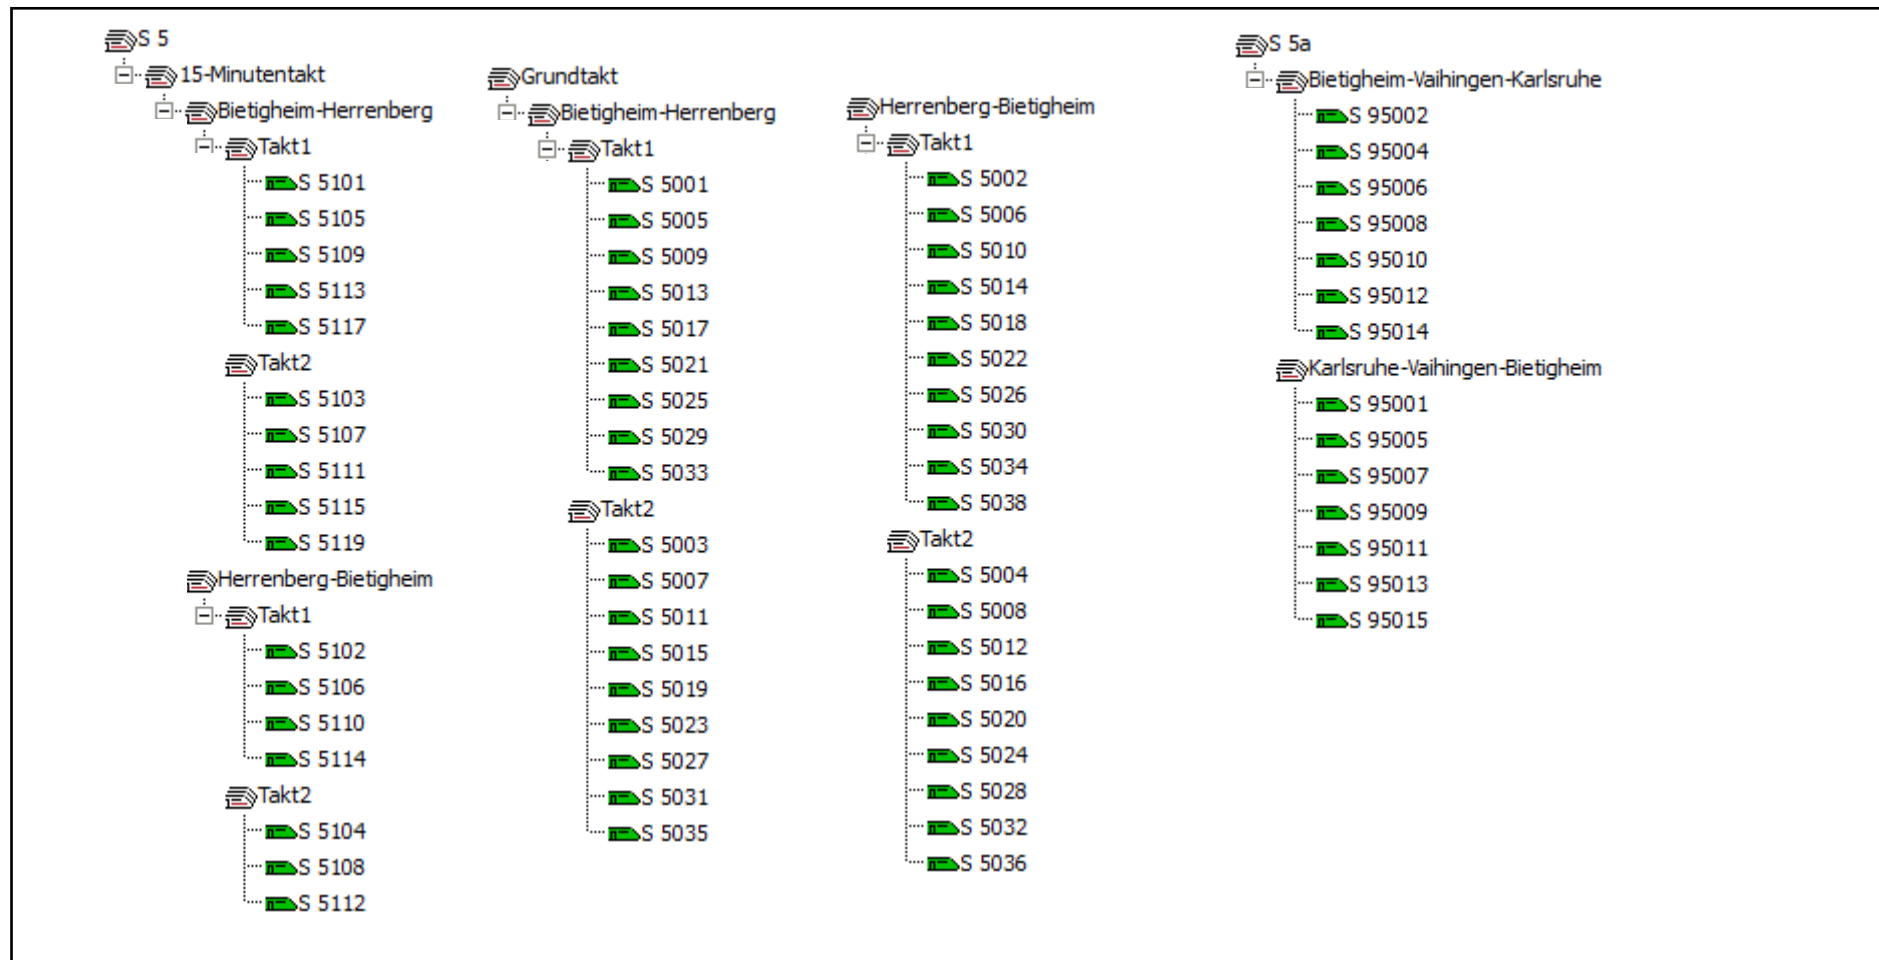 S 5
15-Minutentakt
Bietigheim-Herrenberg
Takt1
S 5101
S 5105
S 5109
S 5113
S 5117
Takt2
S 5103
S 5107
S 5111
S 5115
S 5119
Herrenberg-Bietigheim
Takt1
S 5102
S 5106
S 5110
S 5114
Takt2
S 5104
S 5108
S 5112
Grundtakt
Bietigheim-Herrenberg
Takt1
S 5001
S 5005
S 5009
S 5013
S 5017
S 5021
S 5025
S 5029
S 5033
Takt2
S 5003
S 5007
S 5011
S 5015
S 5019
S 5023
S 5027
S 5031
S 5035
Herrenberg-Bietigheim
Takt1
S 5002
S 5006
S 5010
S 5014
S 5018
S 5022
S 5026
S 5030
S 5034
S 5038
Takt2
S 5004
S 5008
S 5012
S 5016
S 5020
S 5024
S 5028
S 5032
S 5036
S 5a
Bietigheim-Vaihingen-Karlsruhe
S 95002
S 95004
S 95006
S 95008
S 95010
S 95012
S 95014
Karlsruhe-Vaihingen-Bietigheim
S 95001
S 95005
S 95007
S 95009
S 95011
S 95013
S 95015